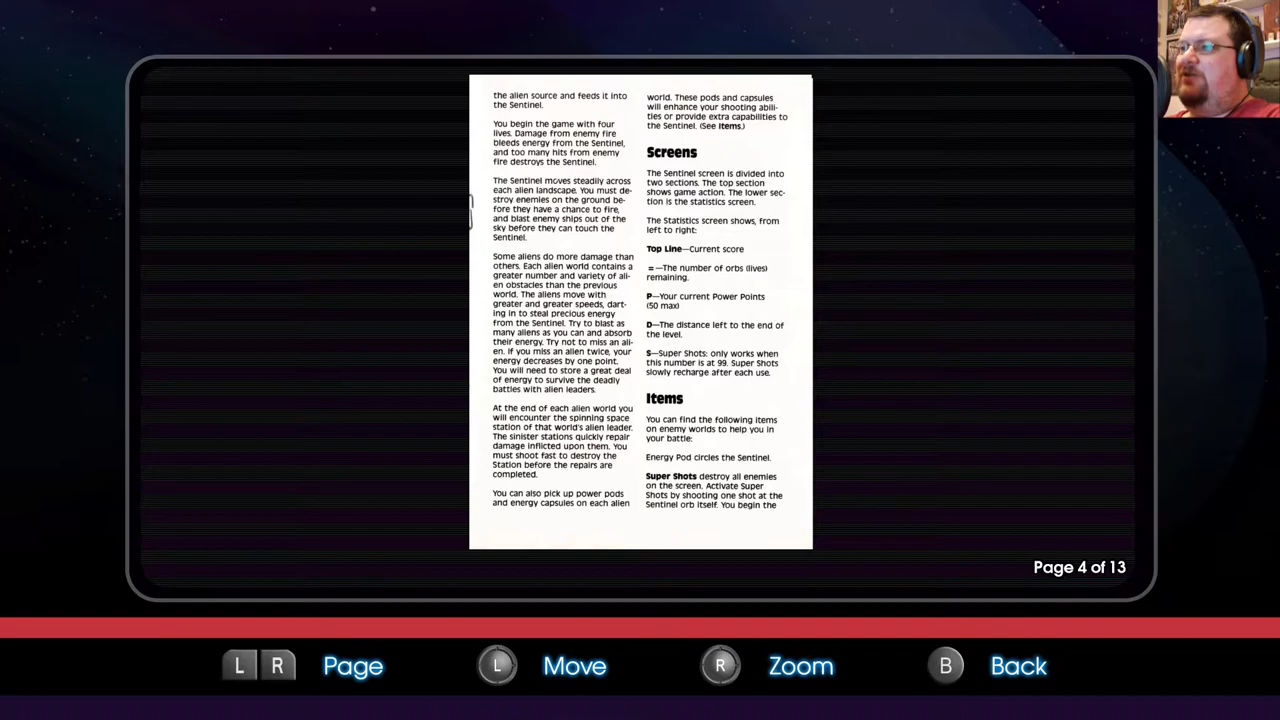 the alien source and feeds it into
the Sentinel.
You begin the game with four
lives. Damage from enemy fire
bleeds energy from the Sentinel,
and too many hits from enemy
fire destroys the Sentinel.
The Sentinel moves steadily across
each alien landscape. You must de-
stroy enemies on the ground be-
fore they have a chance to fire,
and blast enemy ships out of the
sky before they can touch the
Sentinel.
Some aliens do more damage than
others. Each alien world contains a
greater number and variety of ali-
en obstacles than the previous
world. The aliens move with
greater and greater speeds, dart-
ing in to steal precious energy
from the Sentinel. Try to blast as
many aliens as you can and absorb
their energy. Try not to miss an ali-
en. If you miss an alien twice, your
energy decreases by one point.
You will need to store a great deal
of energy to survive the deadly
battles with alien leaders.
At the end of each alien world you
will encounter the spinning space
station of that world's alien leader.
The sinister stations quickly repair
damage inflicted upon them. You
must shoot fast to destroy the
Station before the repairs are
completed.
You can also pick up power pods
and energy capsules on each alien
world. These pods and capsules
will enhance your shooting abili-
ties or provide extra capabilities to
the Sentinel. (See Items.)
Screens
The Sentinel screen is divided into
two sections. The top section
shows game action. The lower sec-
tion is the statistics screen.
The Statistics screen shows, from
left to right:
Top Line—Current score
=—The number of orbs (lives)
remaining.
P—Your current Power Points
(50 max)
D—The distance left to the end of
the level.
S—Super Shots: only works when
this number is at 99. Super Shots
slowly recharge after each use.
Items
You can find the following items
on enemy worlds to help you in
your battle:
Energy Pod circles the Sentinel.
Super Shots destroy all enemies
on the screen. Activate Super
Shots by shooting one shot at the
Sentinel orb itself. You begin the
Page 4 of 13
L R Page L Move R Zoom B Back